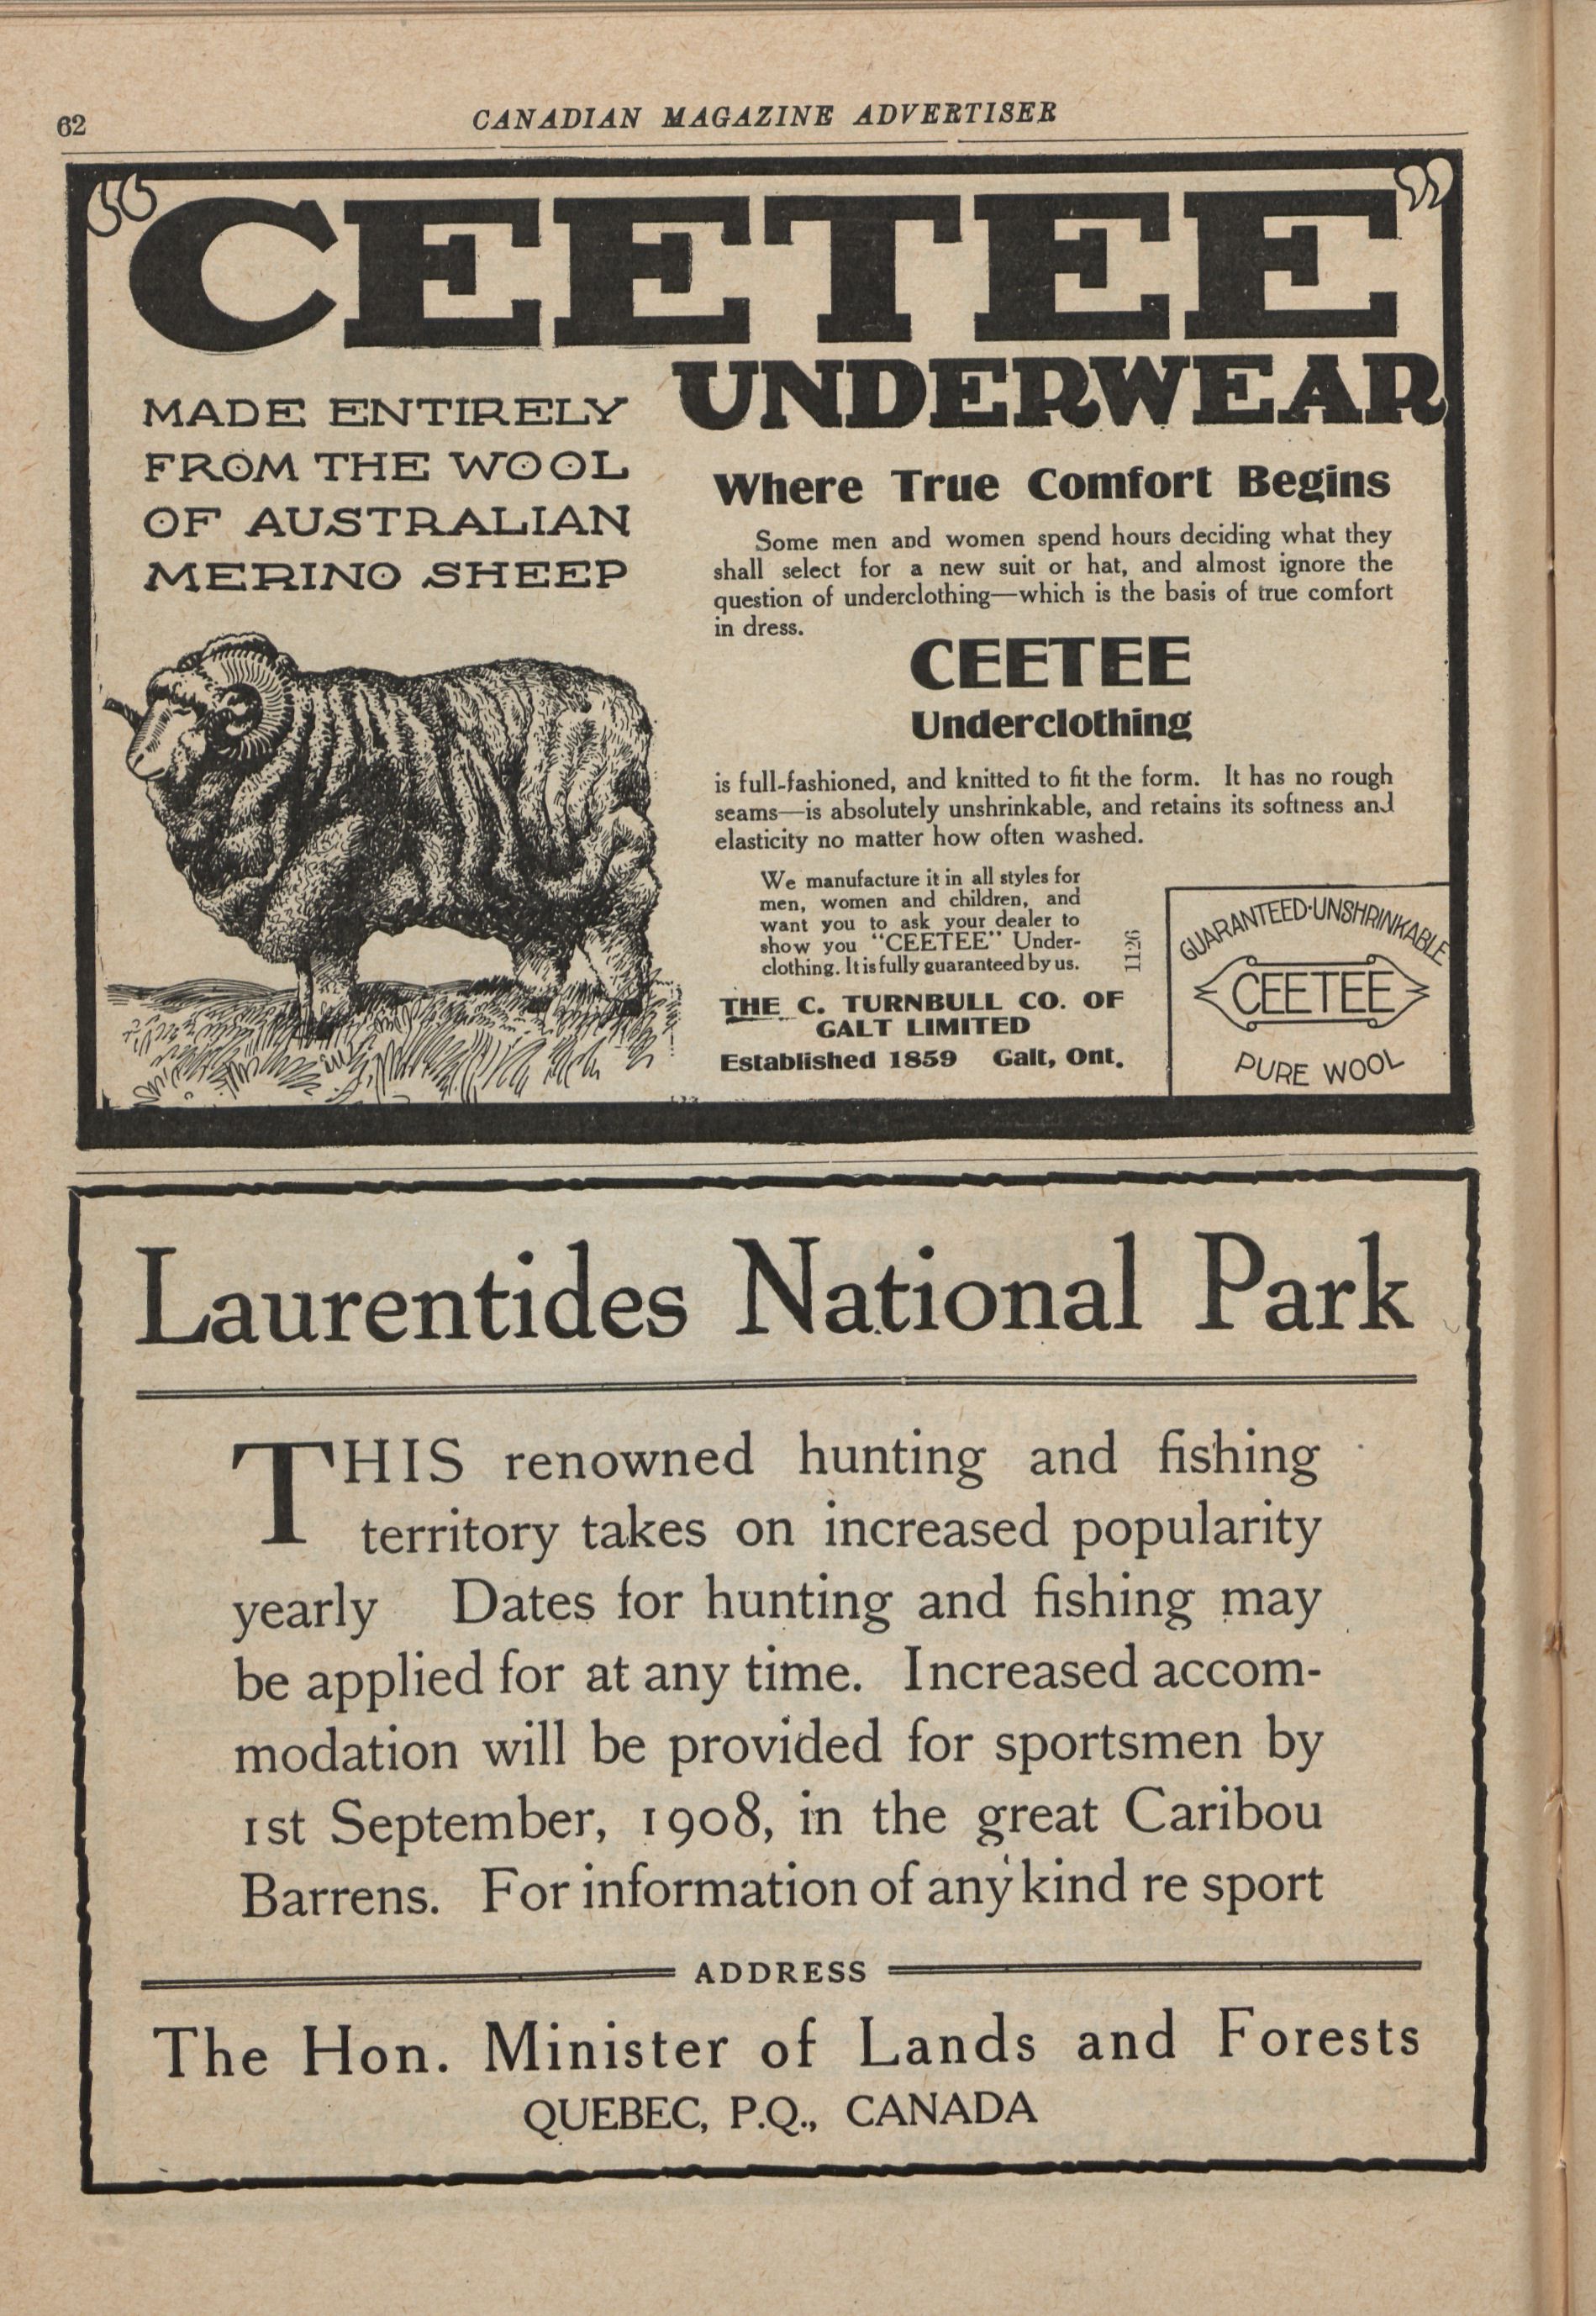 62
CANADIAN MAGAZINE ADVERTISER
“CEETEE”
UNDERWEAR
MADE ENTIRELY
FROM THE WOOL
OF AUSTRALIAN
MERINO SHEEP
Where True Comfort Begins
Some men and women spend hours deciding what they
shall select for a new suit or hat, and almost ignore the
question of underclothing—which is the basis of true comfort
in dress.
CEETEE
Underclothing
is full-fashioned, and knitted to fit the form. It has no rough
seams—is absolutely unshrinkable, and retains its softness and
elasticity no matter how often washed.
We manufacture it in all styles for
men, women and children, and
want you to ask your dealer to
show you “CEETEE” Under-
clothing. It is fully guaranteed by us.
1126
THE C. TURNBULL CO. OF
GALT LIMITED
Established 1859 Galt, Ont.
GUARANTEED·UNSHRINKABLE
CEETEE
PURE WOOL
Laurentides National Park
THIS renowned hunting and fishing
territory takes on increased popularity
yearly Dates for hunting and fishing may
be applied for at any time. Increased accom-
modation will be provided for sportsmen by
1st September, 1908, in the great Caribou
Barrens. For information of any kind re sport
ADDRESS
The Hon. Minister of Lands and Forests
QUEBEC, P.Q., CANADA